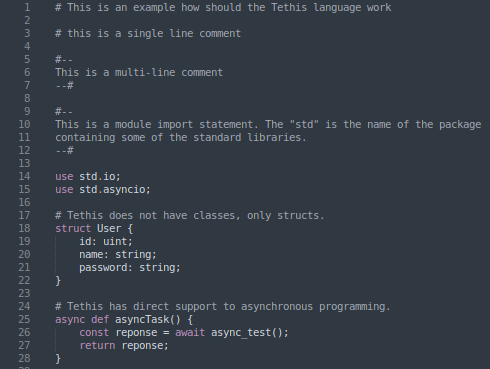 1 # This is an example how should the Tethis language work
2
3 # this is a single line comment
4
5 #--
6 This is a multi-line comment
7 --#
8
9 #--
10 This is a module import statement. The "std" is the name of the package
11 containing some of the standard libraries.
12 --#
13
14 use std.io;
15 use std.asyncio;
16
17 # Tethis does not have classes, only structs.
18 struct User {
19     id: uint;
20     name: string;
21     password: string;
22 }
23
24 # Tethis has direct support to asynchronous programming.
25 async def asyncTask() {
26     const reponse = await async_test();
27     return reponse;
28 }